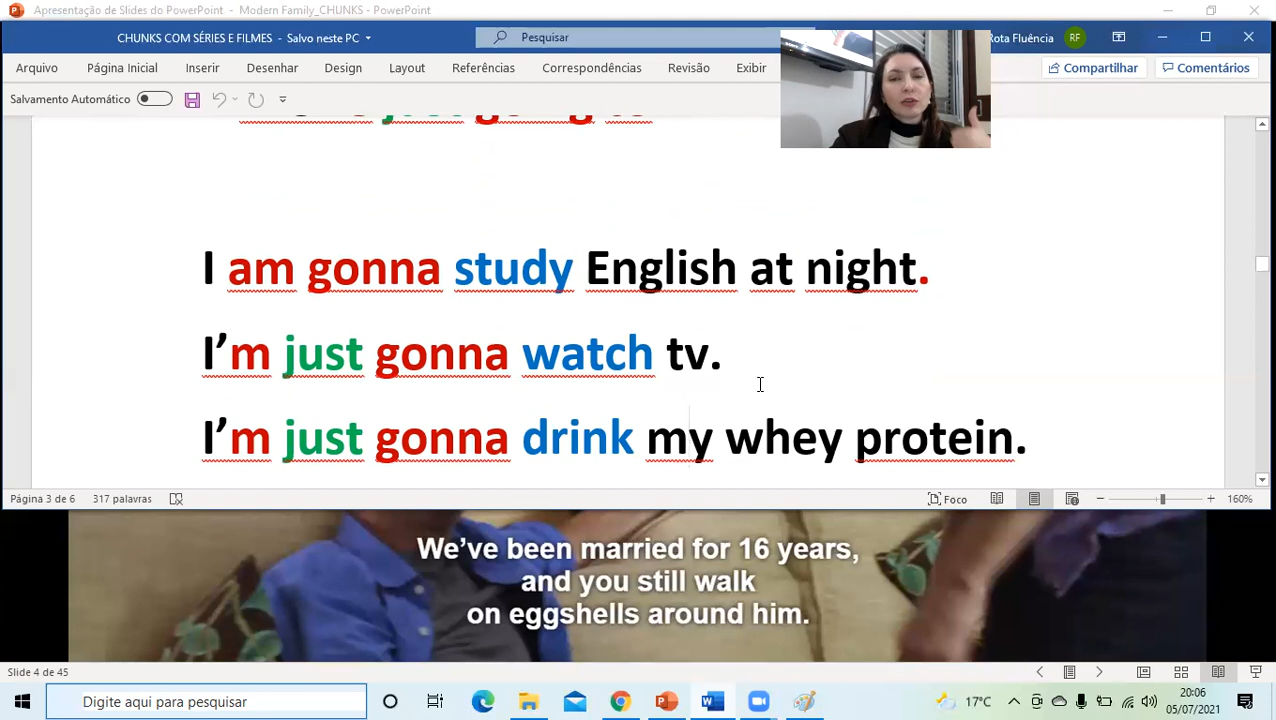 Apresentação de Slides do PowerPoint - Modern Family_CHUNKS - PowerPoint
CHUNKS COM SÉRIES E FILMES - Salvo neste PC
Pesquisar
Rota Fluência
RF
Arquivo Página Inicial Inserir Desenhar Design Layout Referências Correspondências Revisão Exibir
Compartilhar Comentários
Salvamento Automático
just going to
I am gonna study English at night.
I'm just gonna watch tv.
I'm just gonna drink my whey protein.
Página 3 de 6 317 palavras Foco 160%
We've been married for 16 years,
and you still walk
on eggshells around him.
Slide 4 de 45
Digite aqui para pesquisar
17°C
20:06
05/07/2021